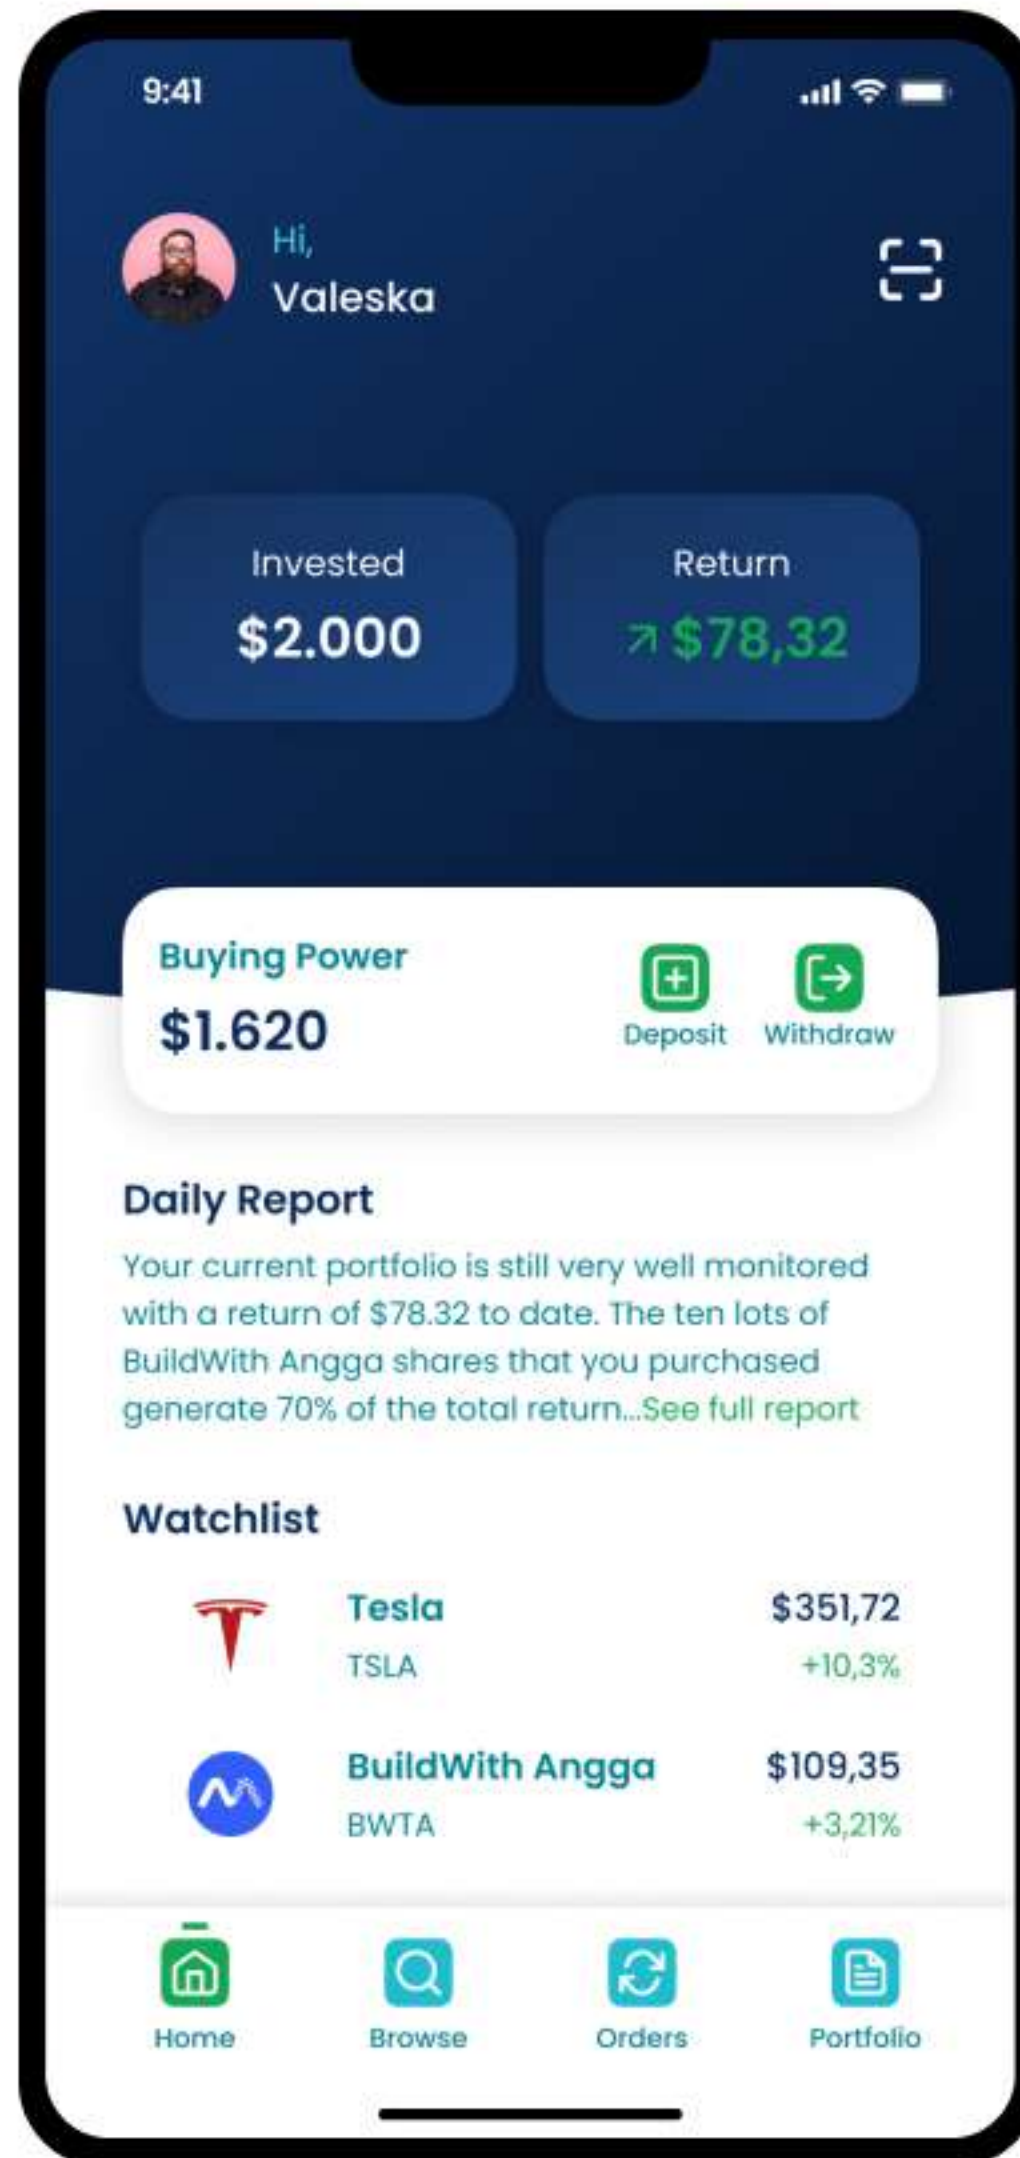 9:41
Hi,
Valeska
Invested
$2.000
Return
$78,32
Buying Power
$1.620
Deposit
Withdraw
Daily Report
Your current portfolio is still very well monitored
with a return of $78.32 to date. The ten lots of
BuildWith Angga shares that you purchased
generate 70% of the total return...See full report
Watchlist
Tesla
$351,72
TSLA
+10,3%
BuildWith Angga
$109,35
BWTA
+3,21%
Home
Browse
Orders
Portfolio